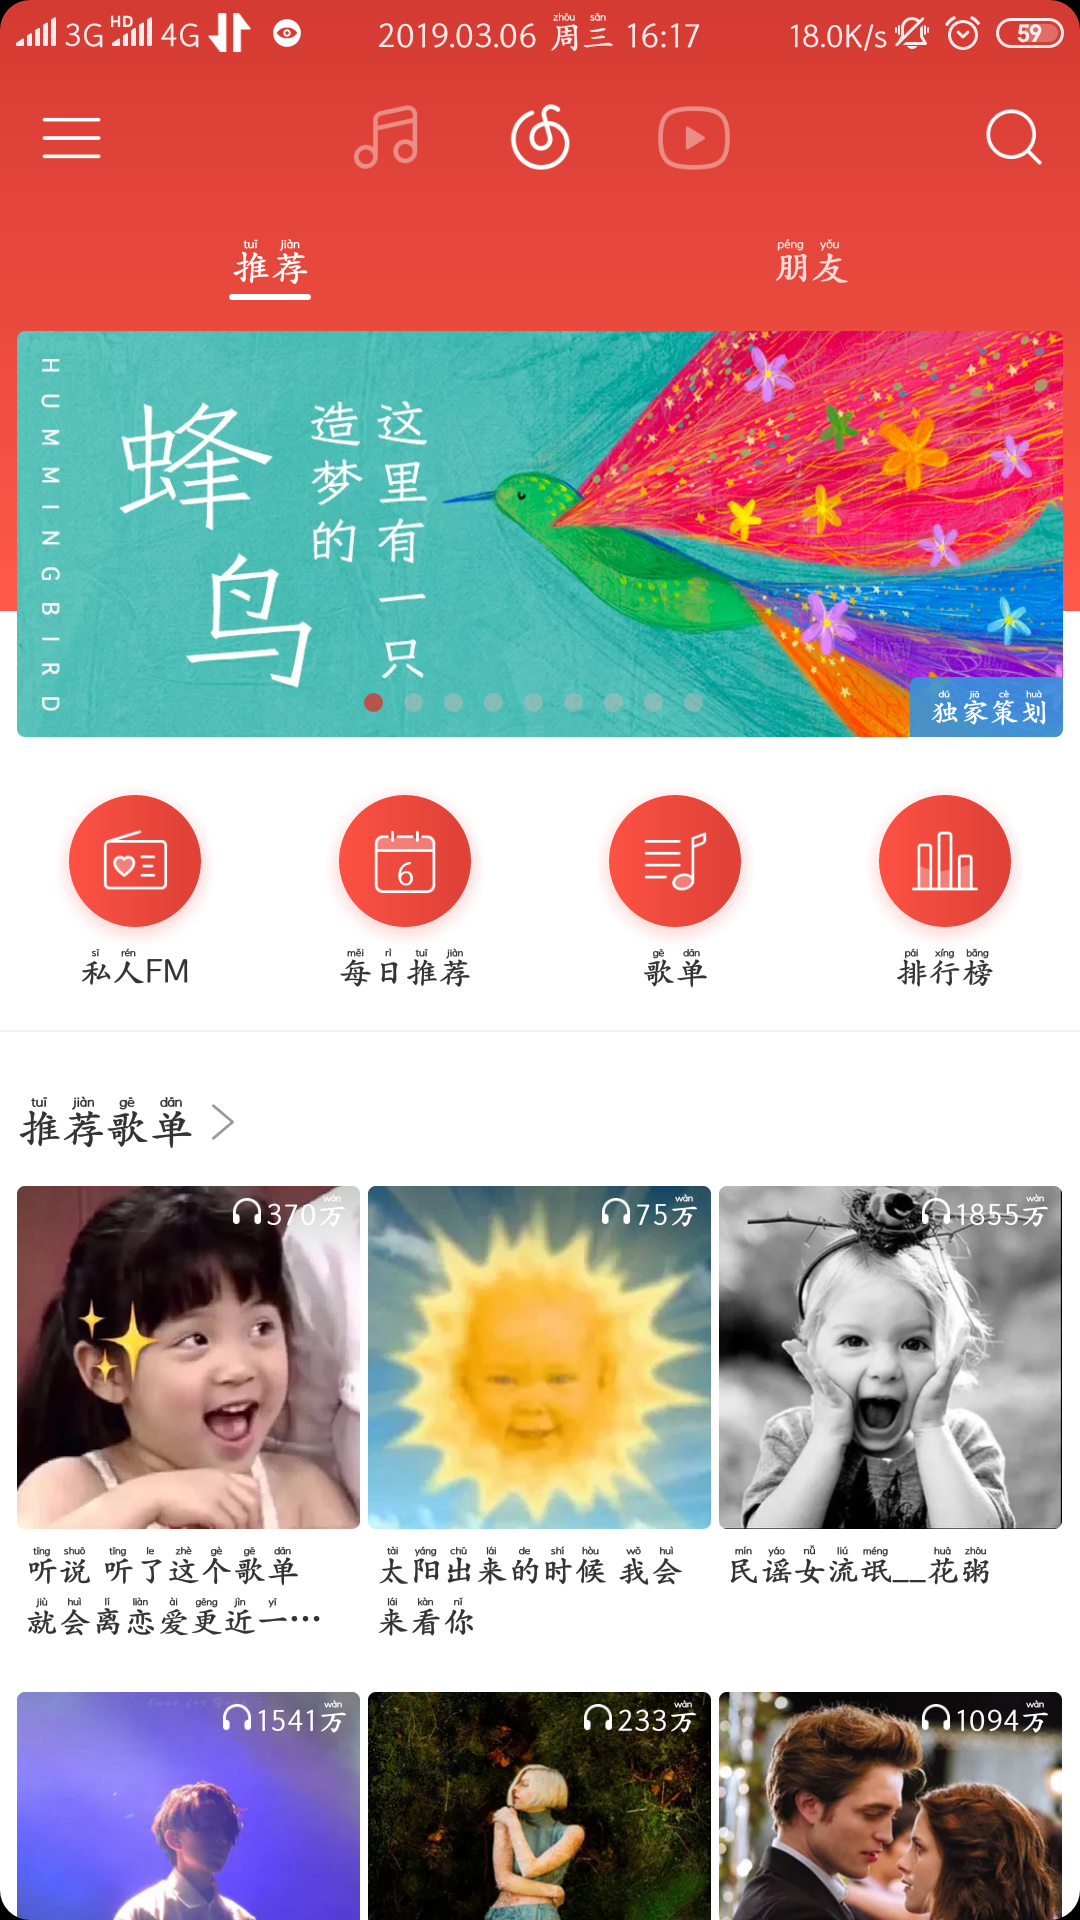 3G HD 4G 2019.03.06 周三 16:17 18.0K/s 59
zhōu sān
tuī jiàn péng yǒu
推荐 朋友
HUMMINGBIRD
蜂鸟
这里有一只
造梦的
dú jiā cè huà
独家策划
6
sī rén měi rì tuī jiàn gē dān pái xíng bǎng
私人FM 每日推荐 歌单 排行榜
tuī jiàn gē dān
推荐歌单
wàn wàn wàn
370万 75万 1855万
tīng shuō tīng le zhè gè gē dān
听说 听了这个歌单
jiù huì lí liàn ài gèng jìn yī
就会离恋爱更近一…
tài yáng chū lái de shí hòu wǒ huì
太阳出来的时候 我会
lái kàn nǐ
来看你
mín yáo nǚ liú méng huā zhōu
民谣女流氓__花粥
wàn wàn wàn
1541万 233万 1094万